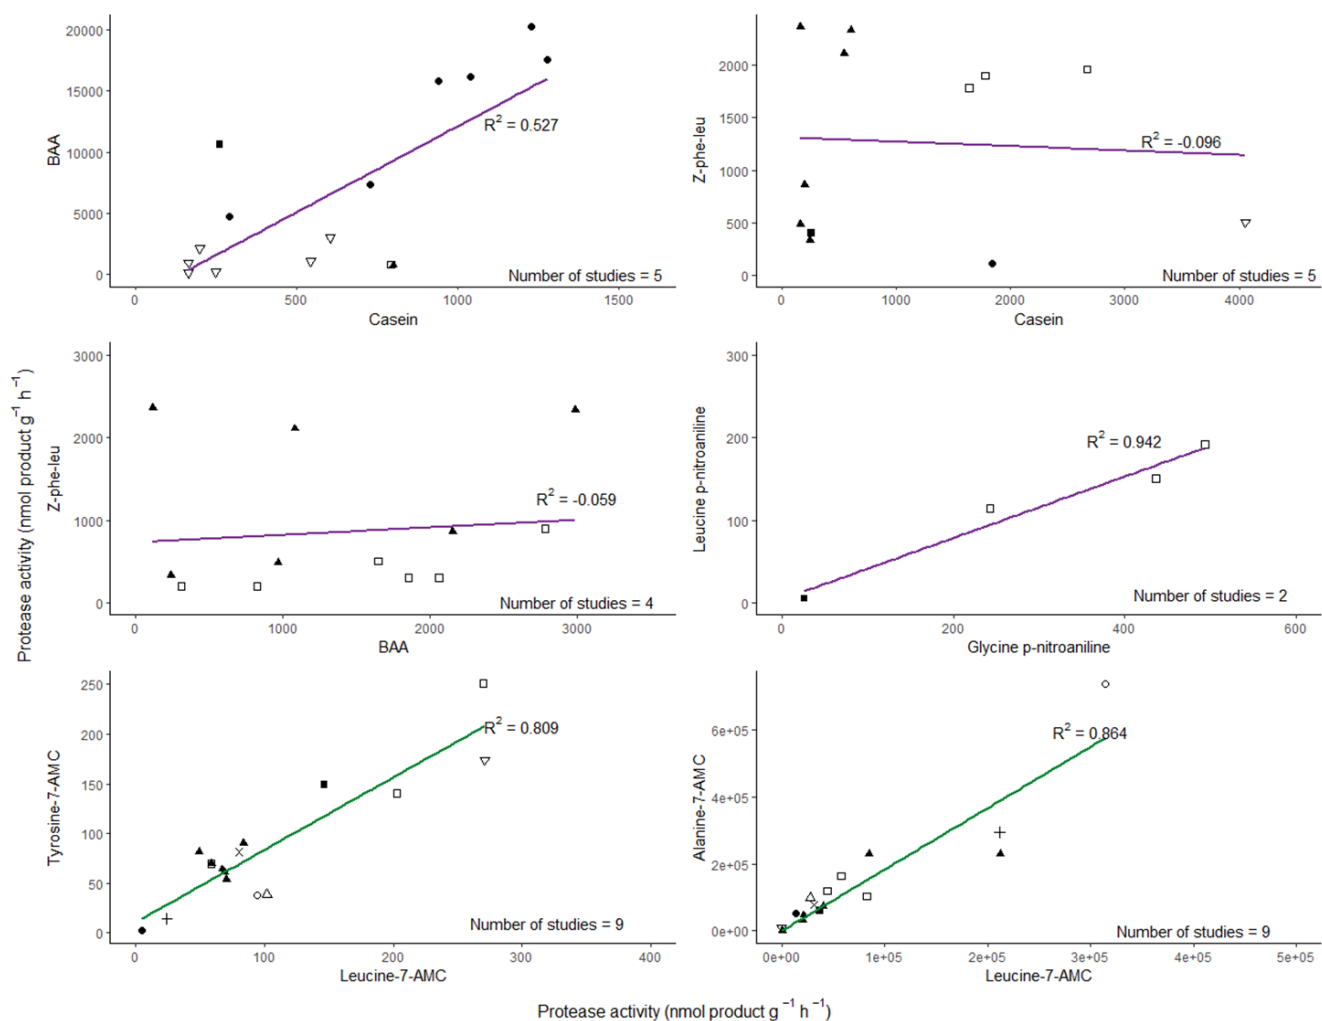 Protease activity (nmol product g⁻¹ h⁻¹)
20000
15000
10000
5000
0
BAA
R² = 0.527
Number of studies = 5
0 500 1000 1500
Casein
2000
1500
1000
500
0
Z-phe-leu
R² = -0.096
Number of studies = 5
0 1000 2000 3000 4000
Casein
3000
2000
1000
0
Z-phe-leu
R² = -0.059
Number of studies = 4
0 1000 2000 3000
BAA
300
200
100
0
Leucine p-nitroaniline
R² = 0.942
Number of studies = 2
0 200 400 600
Glycine p-nitroaniline
250
200
150
100
50
0
Tyrosine-7-AMC
R² = 0.809
Number of studies = 9
0 100 200 300 400
Leucine-7-AMC
6e+05
4e+05
2e+05
0e+00
Alanine-7-AMC
R² = 0.864
Number of studies = 9
0e+00 1e+05 2e+05 3e+05 4e+05 5e+05
Leucine-7-AMC
Protease activity (nmol product g⁻¹ h⁻¹)